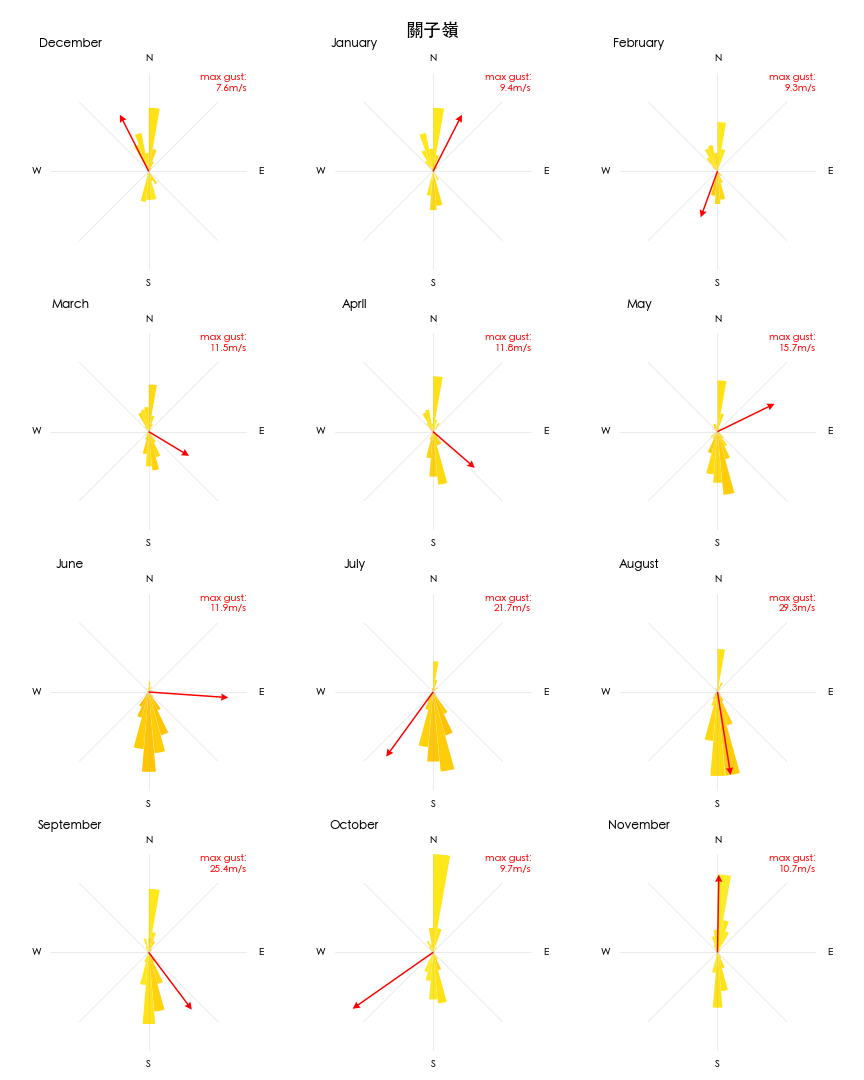 關子嶺
December
N
max gust:
7.6m/s
W
E
S
January
N
max gust:
9.4m/s
W
E
S
February
N
max gust:
9.3m/s
W
E
S
March
N
max gust:
11.5m/s
W
E
S
April
N
max gust:
11.8m/s
W
E
S
May
N
max gust:
15.7m/s
W
E
S
June
N
max gust:
11.9m/s
W
E
S
July
N
max gust:
21.7m/s
W
E
S
August
N
max gust:
29.3m/s
W
E
S
September
N
max gust:
25.4m/s
W
E
S
October
N
max gust:
9.7m/s
W
E
S
November
N
max gust:
10.7m/s
W
E
S